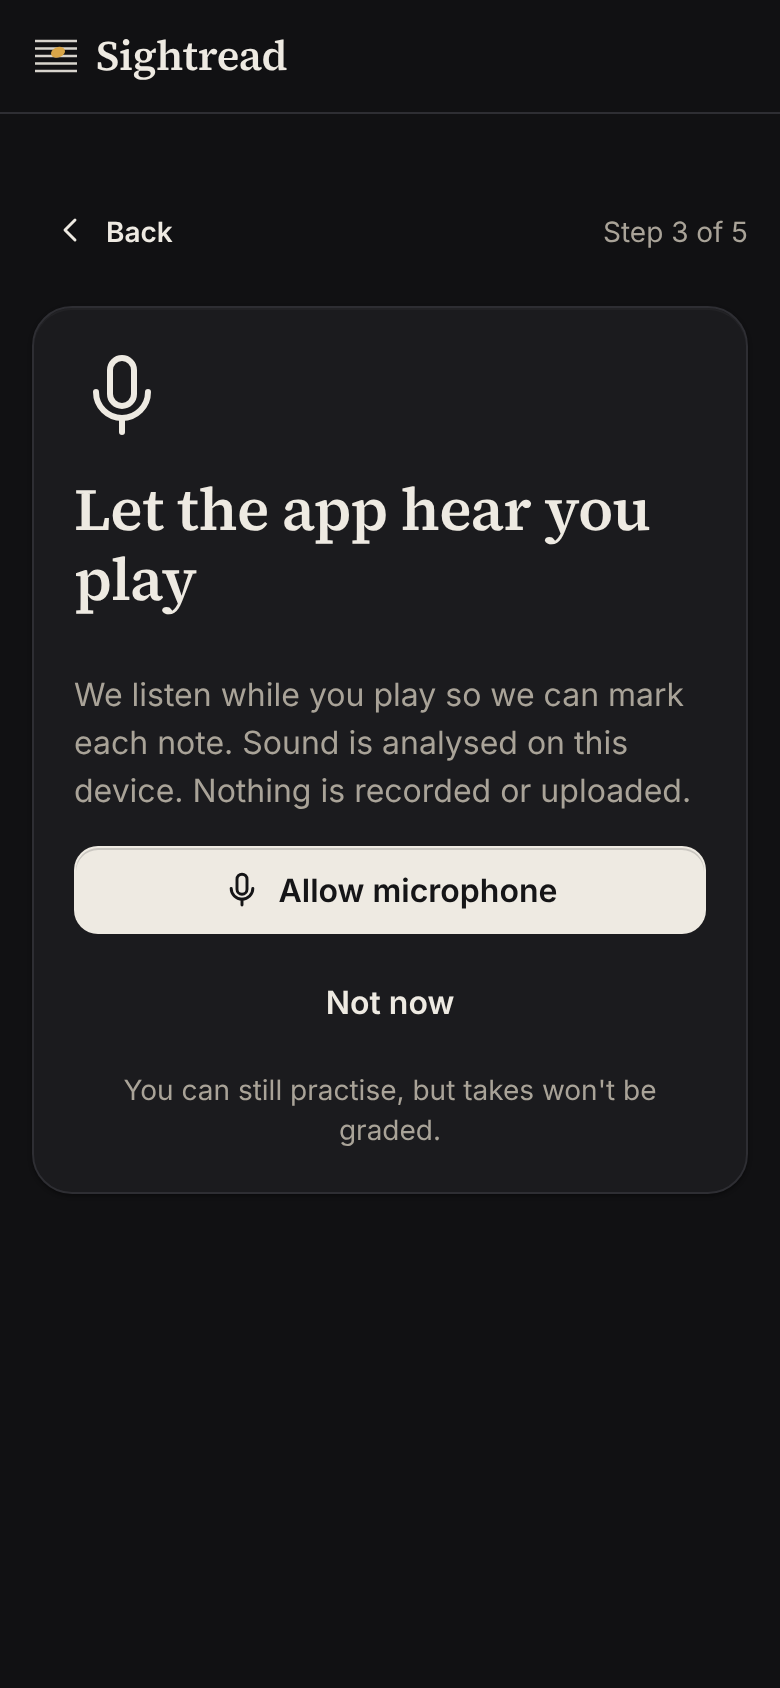 Sightread
Back
Step 3 of 5
Let the app hear you
play
We listen while you play so we can mark
each note. Sound is analysed on this
device. Nothing is recorded or uploaded.
Allow microphone
Not now
You can still practise, but takes won't be
graded.